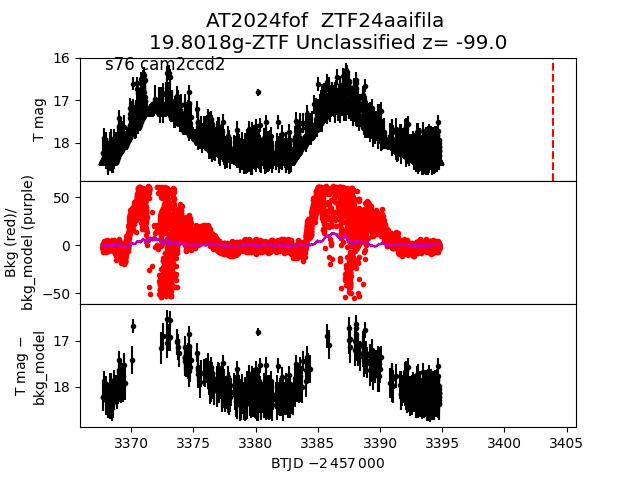 AT2024fof  ZTF24aaifila
19.8018g-ZTF Unclassified z= -99.0
s76 cam2ccd2
16
17
18
T mag
50
0
−50
Bkg (red)/
bkg_model (purple)
17
18
T mag −
bkg_model
3370 3375 3380 3385 3390 3395 3400 3405
BTJD −2 457 000